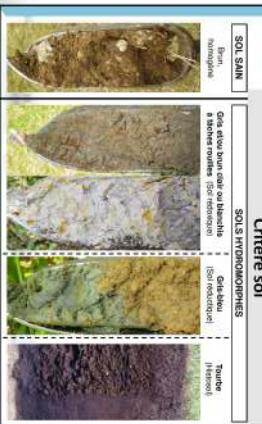 Critère sol
SOL SAIN
SOLS HYDROMORPHES
Brun,
homogène
Gris et/ou brun clair ou blanchis
à tâches rouilles
(Sol rédoxique)
Gris-bleu
(Sol réductique)
Tourbe
(Histosol)